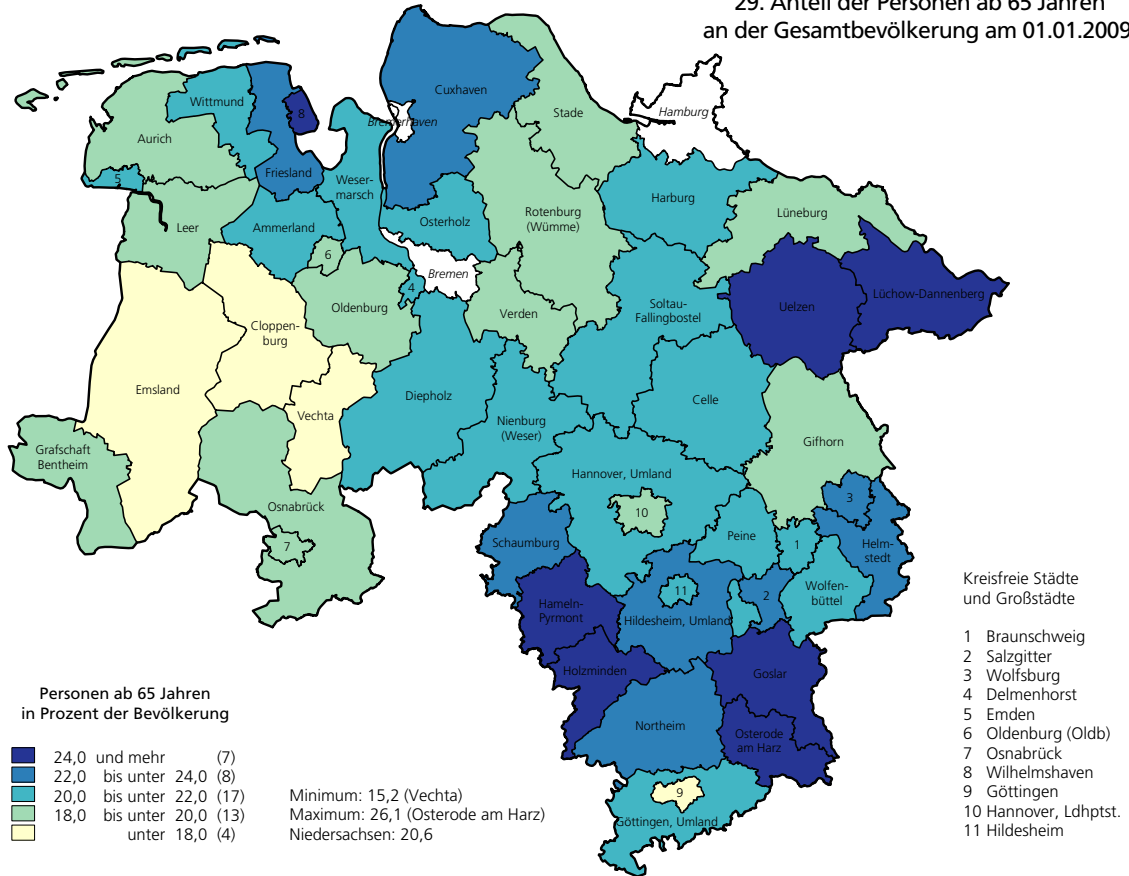 29. Anteil der Personen ab 65 Jahren
an der Gesamtbevölkerung am 01.01.2009
Cuxhaven
Wittmund
8
Bremerhaven
Stade
Hamburg
Aurich
Friesland
Weser-
marsch
5
Harburg
Leer
Ammerland
Osterholz
Rotenburg
(Wümme)
Lüneburg
6
Bremen
4
Oldenburg
Verden
Soltau-
Fallingbostel
Uelzen
Lüchow-Dannenberg
Cloppen-
burg
Emsland
Vechta
Diepholz
Nienburg
(Weser)
Celle
Gifhorn
Grafschaft
Bentheim
Hannover, Umland
10
3
Osnabrück
7
Schaumburg
Peine
1
Helm-
stedt
Wolfen-
büttel
11
2
Hameln-
Pyrmont
Hildesheim, Umland
Holzminden
Goslar
Northeim
Osterode
am Harz
9
Göttingen, Umland
Personen ab 65 Jahren
in Prozent der Bevölkerung
24,0 und mehr (7)
22,0 bis unter 24,0 (8)
20,0 bis unter 22,0 (17)
18,0 bis unter 20,0 (13)
unter 18,0 (4)
Minimum: 15,2 (Vechta)
Maximum: 26,1 (Osterode am Harz)
Niedersachsen: 20,6
Kreisfreie Städte
und Großstädte
1 Braunschweig
2 Salzgitter
3 Wolfsburg
4 Delmenhorst
5 Emden
6 Oldenburg (Oldb)
7 Osnabrück
8 Wilhelmshaven
9 Göttingen
10 Hannover, Ldhptst.
11 Hildesheim